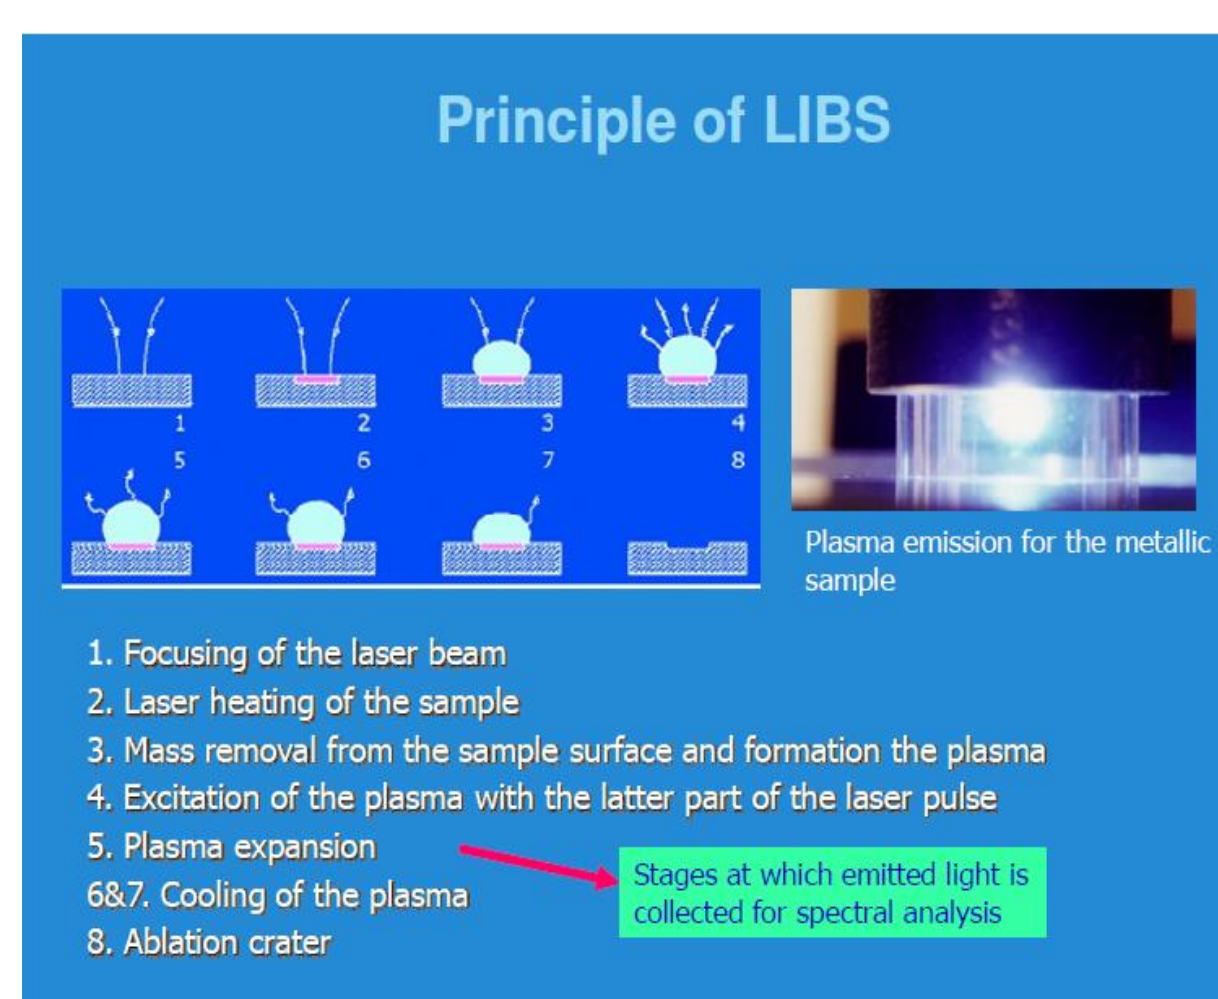 Principle of LIBS
1 2 3 4
5 6 7 8
Plasma emission for the metallic
sample
1. Focusing of the laser beam
2. Laser heating of the sample
3. Mass removal from the sample surface and formation the plasma
4. Excitation of the plasma with the latter part of the laser pulse
5. Plasma expansion
6&7. Cooling of the plasma
8. Ablation crater
Stages at which emitted light is
collected for spectral analysis